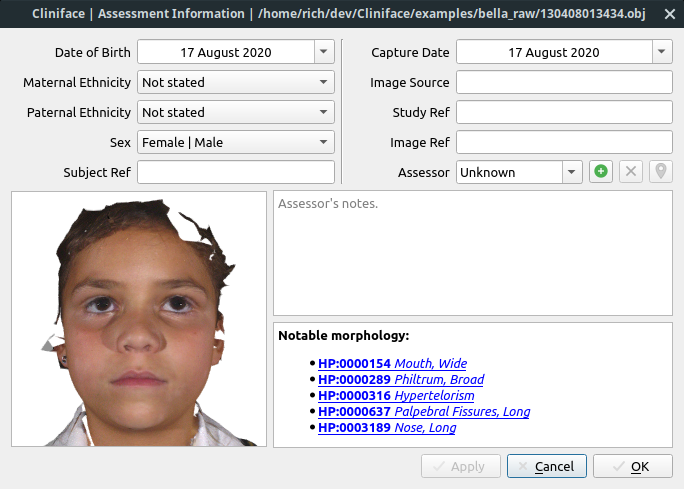 Cliniface | Assessment Information | /home/rich/dev/Cliniface/examples/bella_raw/130408013434.obj
Date of Birth 17 August 2020
Maternal Ethnicity Not stated
Paternal Ethnicity Not stated
Sex Female | Male
Subject Ref
Capture Date 17 August 2020
Image Source
Study Ref
Image Ref
Assessor Unknown
Assessor's notes.
Notable morphology:
HP:0000154 Mouth, Wide
HP:0000289 Philtrum, Broad
HP:0000316 Hypertelorism
HP:0000637 Palpebral Fissures, Long
HP:0003189 Nose, Long
Apply Cancel OK